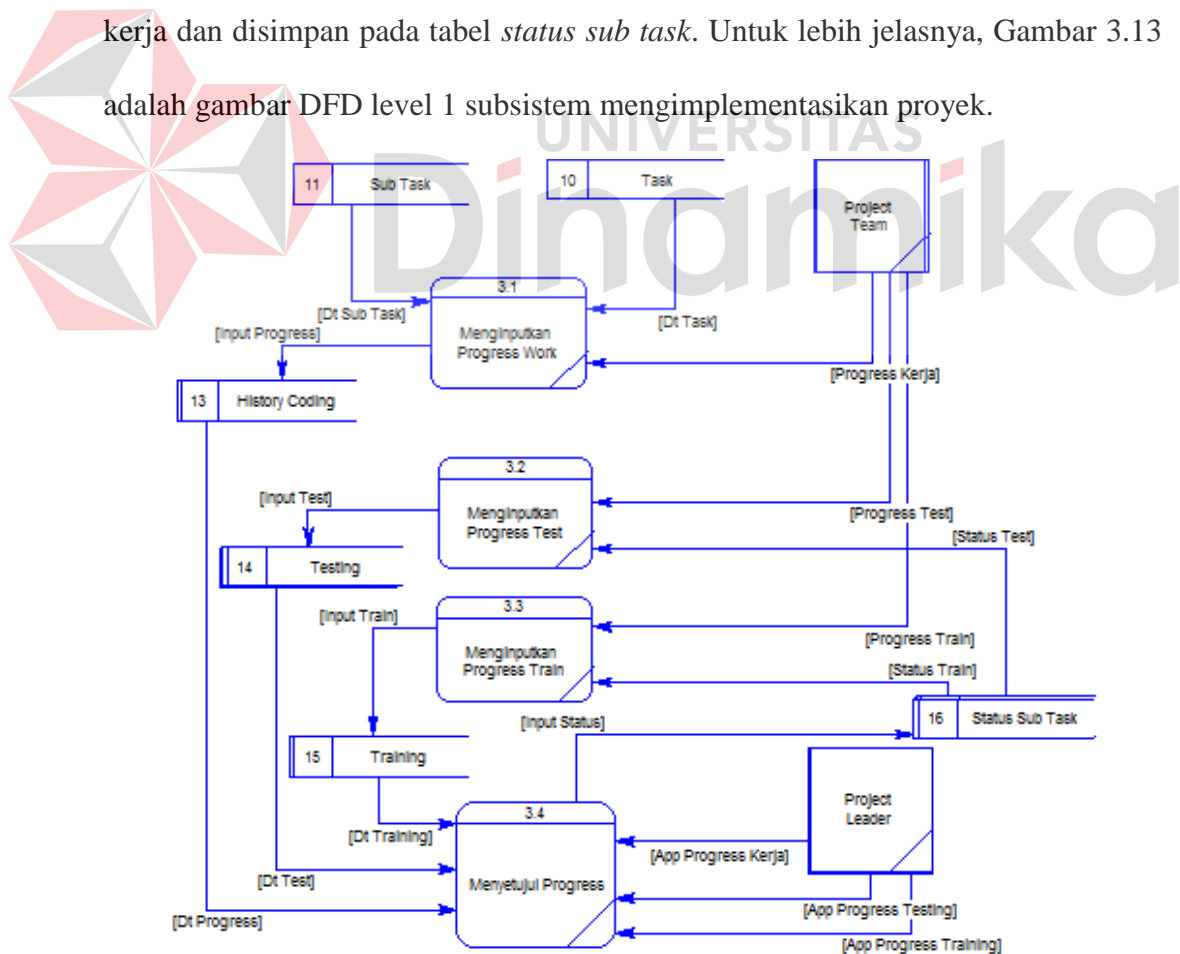 kerja dan disimpan pada tabel status sub task. Untuk lebih jelasnya, Gambar 3.13
adalah gambar DFD level 1 subsistem mengimplementasikan proyek.
UNIVERSITAS
Dinamika
11 Sub Task
10 Task
Project
Team
3.1
[Dt Sub Task]
[Dt Task]
[Input Progress]
Menginputkan
Progress Work
[Progress Kerja]
13 History Coding
3.2
[Input Test]
Menginputkan
Progress Test
[Progress Test]
[Status Test]
14 Testing
3.3
[Input Train]
Menginputkan
Progress Train
[Progress Train]
[Status Train]
[Input Status]
16 Status Sub Task
15 Training
Project
Leader
3.4
[Dt Training]
[App Progress Kerja]
[Dt Test]
Menyetujui Progress
[App Progress Testing]
[Dt Progress]
[App Progress Training]